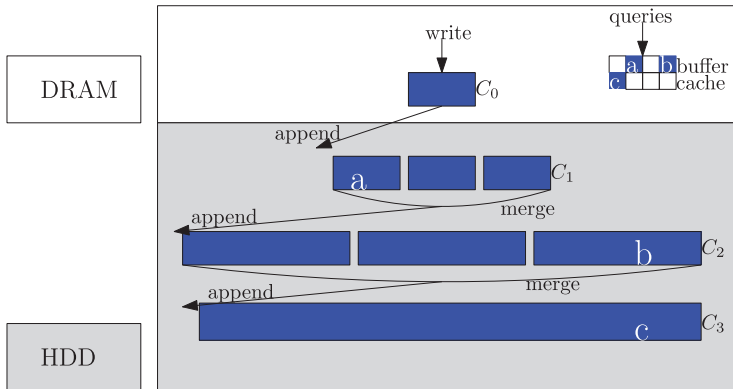 queries
write
a b buffer
DRAM
C₀
c cache
append
a
C₁
append
merge
b
C₂
append
merge
c
C₃
HDD